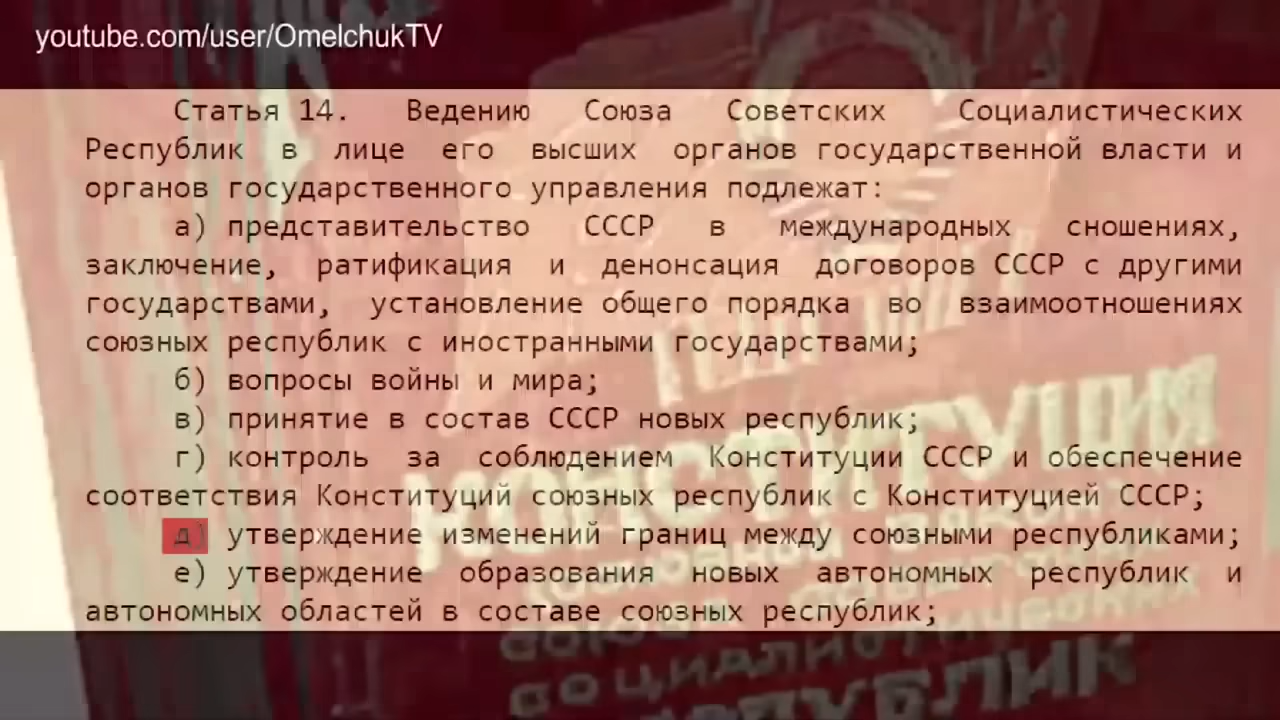 youtube.com/user/OmelchukTV
Статья 14. Ведению Союза Советских Социалистических
Республик в лице его высших органов государственной власти и
органов государственного управления подлежат:
а) представительство СССР в международных сношениях,
заключение, ратификация и денонсация договоров СССР с другими
государствами, установление общего порядка во взаимоотношениях
союзных республик с иностранными государствами;
б) вопросы войны и мира;
в) принятие в состав СССР новых республик;
г) контроль за соблюдением Конституции СССР и обеспечение
соответствия Конституций союзных республик с Конституцией СССР;
д) утверждение изменений границ между союзными республиками;
е) утверждение образования новых автономных республик и
автономных областей в составе союзных республик;
КОНСТИТУЦИЯ